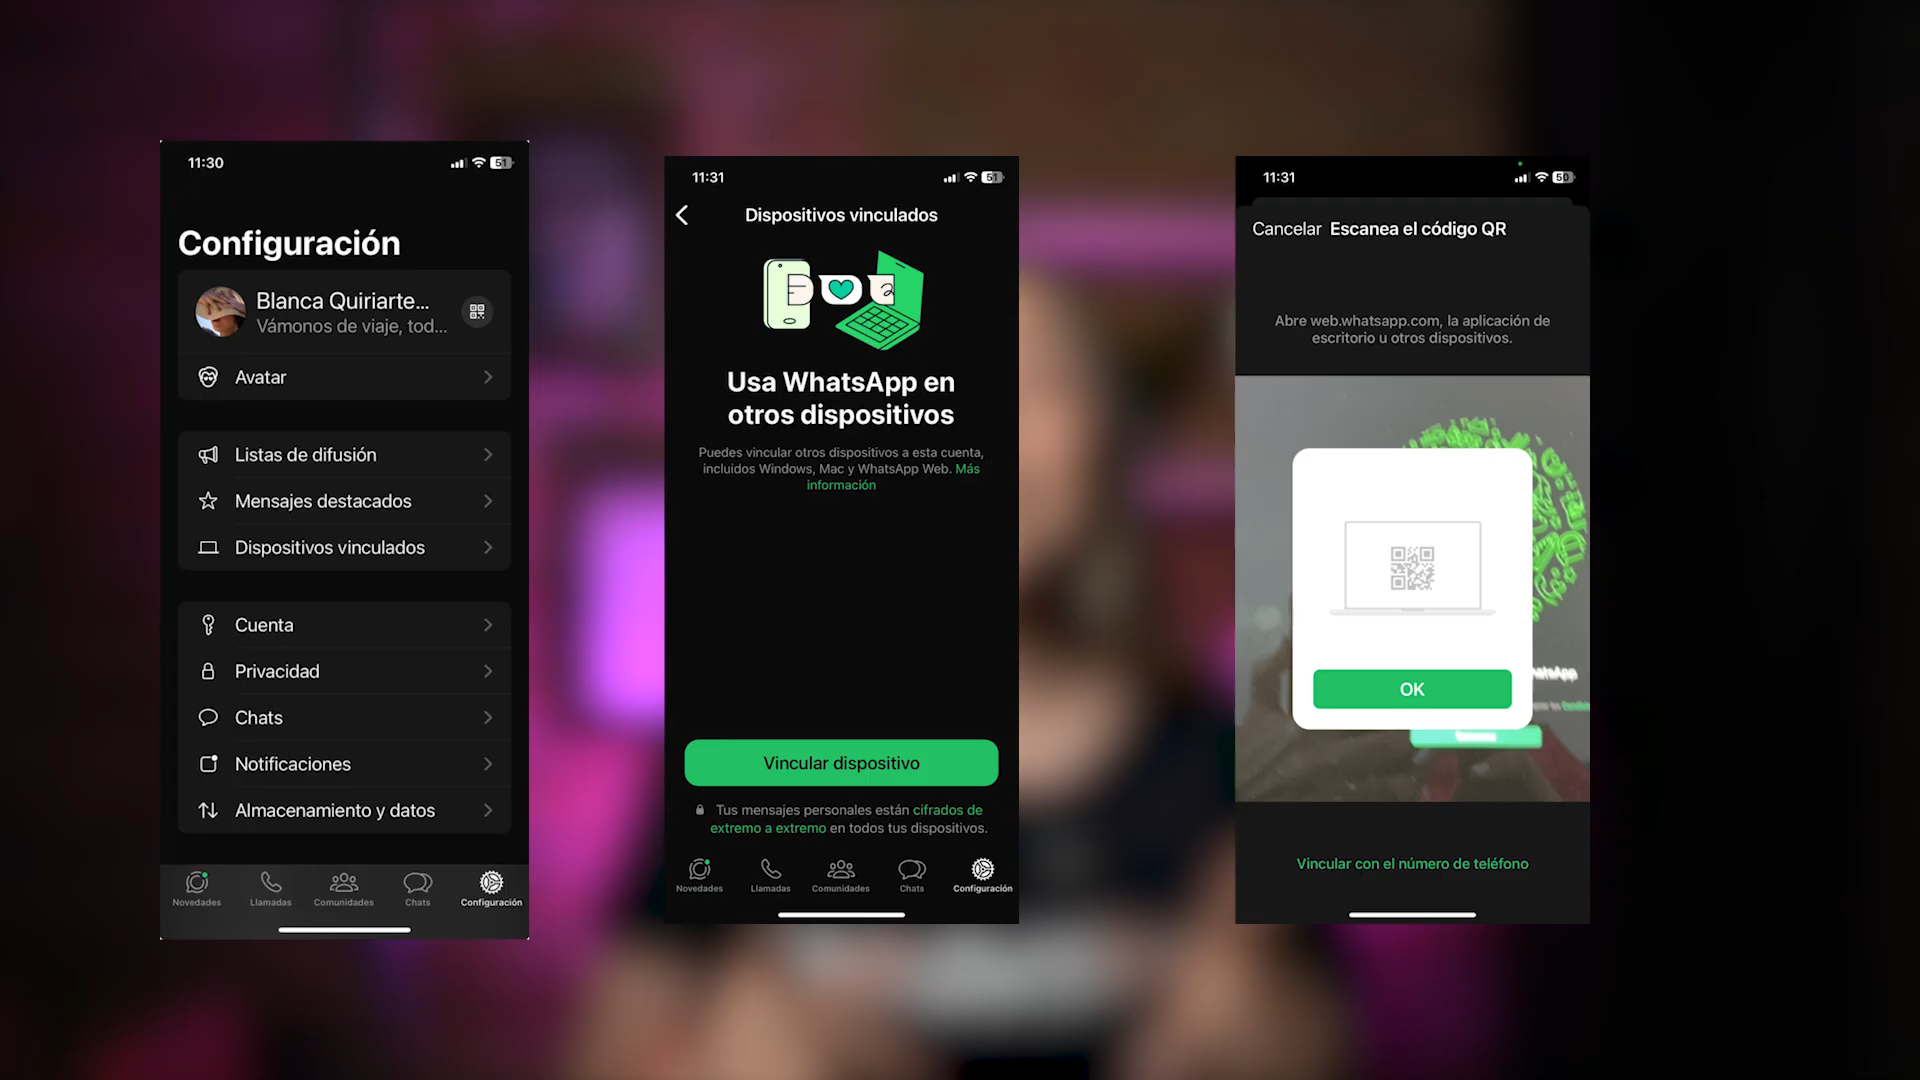 11:30
51
Configuración
Blanca Quiriarte...
Vámonos de viaje, tod...
Avatar
Listas de difusión
Mensajes destacados
Dispositivos vinculados
Cuenta
Privacidad
Chats
Notificaciones
Almacenamiento y datos
Novedades
Llamadas
Comunidades
Chats
Configuración
11:31
51
Dispositivos vinculados
Usa WhatsApp en
otros dispositivos
Puedes vincular otros dispositivos a esta cuenta,
incluidos Windows, Mac y WhatsApp Web. Más
información
Vincular dispositivo
Tus mensajes personales están cifrados de
extremo a extremo en todos tus dispositivos.
Novedades
Llamadas
Comunidades
Chats
Configuración
11:31
50
Cancelar Escanea el código QR
Abre web.whatsapp.com, la aplicación de
escritorio u otros dispositivos.
OK
Vincular con el número de teléfono